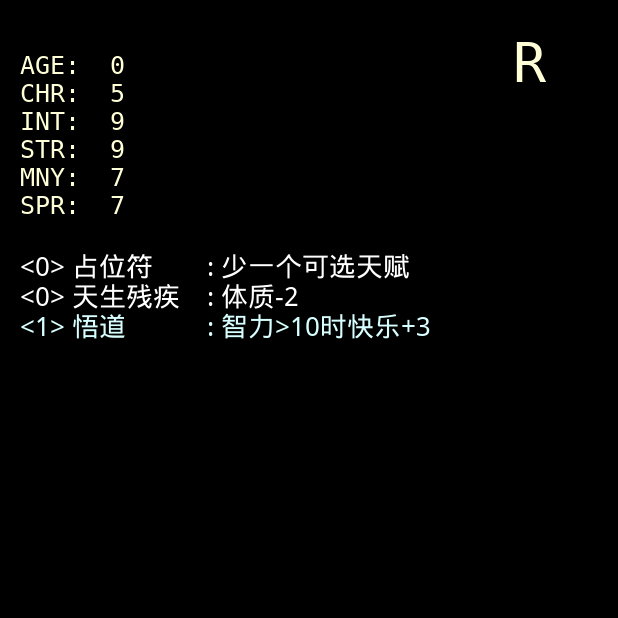 R
AGE: 0
CHR: 5
INT: 9
STR: 9
MNY: 7
SPR: 7
<0> 占位符 : 少一个可选天赋
<0> 天生残疾 : 体质-2
<1> 悟道 : 智力>10时快乐+3